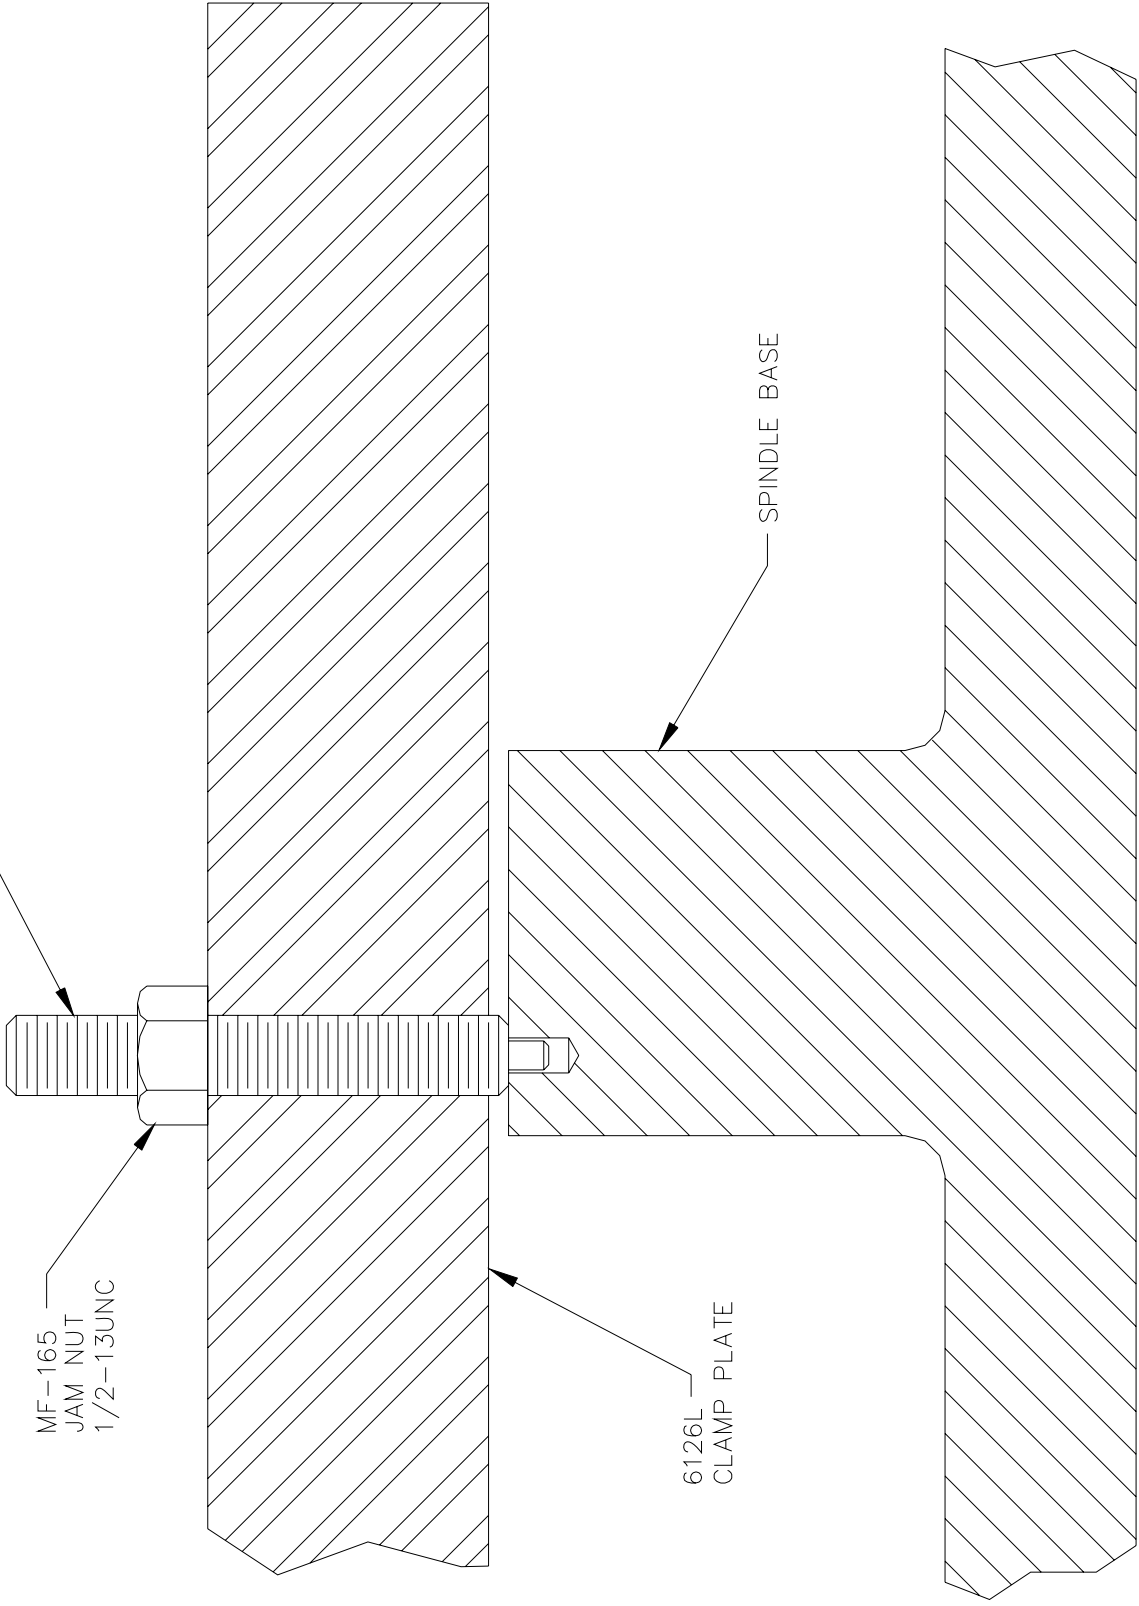 MF-165
JAM NUT
1/2-13UNC
6126L
CLAMP PLATE
SPINDLE BASE